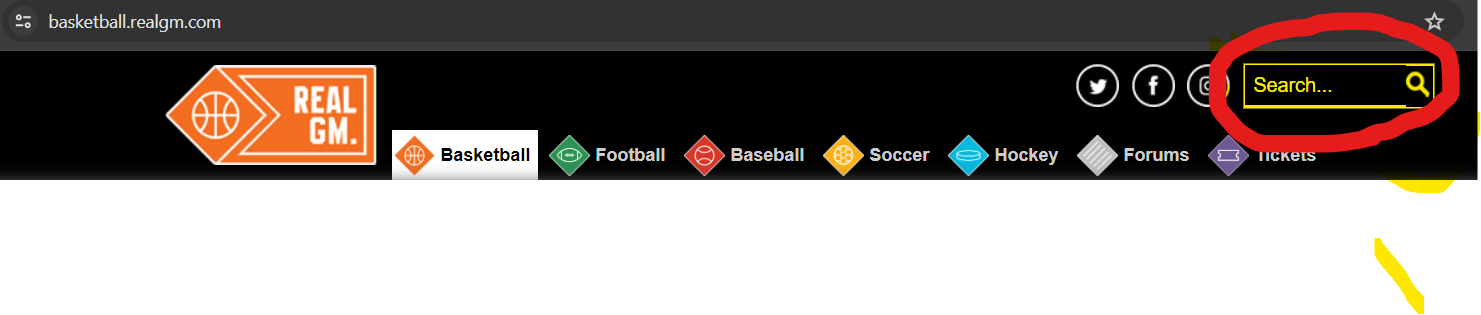 basketball.realgm.com
REAL
GM.
Search...
Basketball Football Baseball Soccer Hockey Forums Tickets